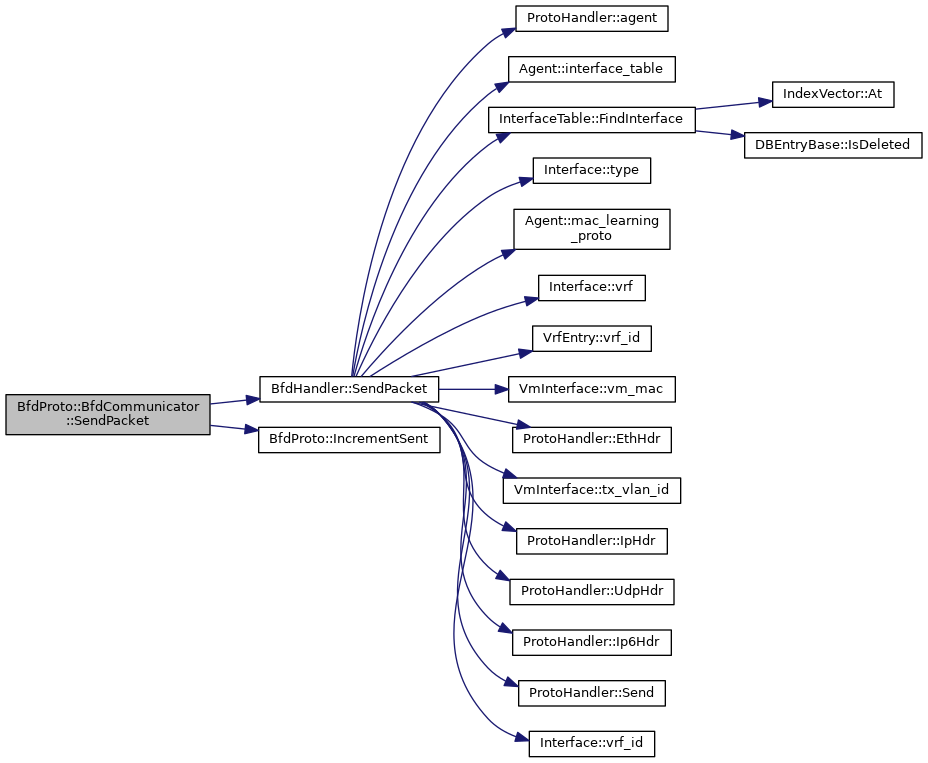 BfdProto::BfdCommunicator
::SendPacket
BfdHandler::SendPacket
BfdProto::IncrementSent
ProtoHandler::agent
Agent::interface_table
InterfaceTable::FindInterface
IndexVector::At
DBEntryBase::IsDeleted
Interface::type
Agent::mac_learning
_proto
Interface::vrf
VrfEntry::vrf_id
VmInterface::vm_mac
ProtoHandler::EthHdr
VmInterface::tx_vlan_id
ProtoHandler::IpHdr
ProtoHandler::UdpHdr
ProtoHandler::Ip6Hdr
ProtoHandler::Send
Interface::vrf_id